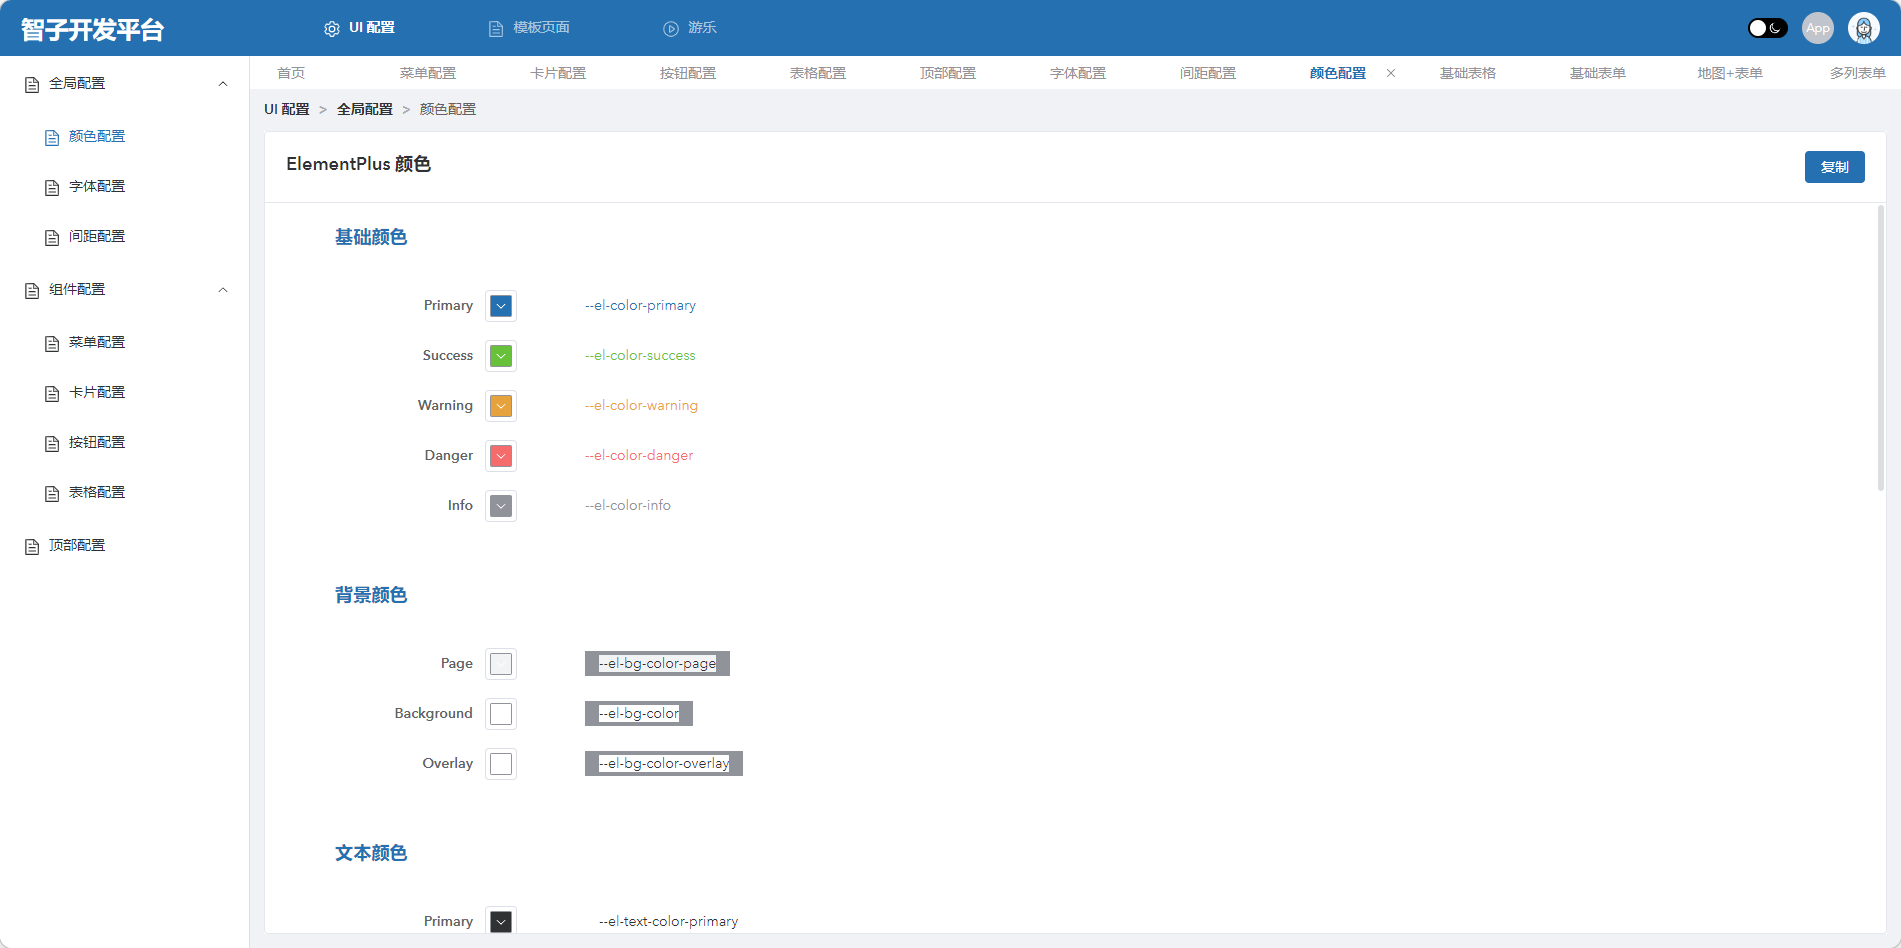 智子开发平台
UI 配置
模板页面
游乐
App
全局配置
颜色配置
字体配置
间距配置
组件配置
菜单配置
卡片配置
按钮配置
表格配置
顶部配置
首页 菜单配置 卡片配置 按钮配置 表格配置 顶部配置 字体配置 间距配置 颜色配置 基础表格 基础表单 地图+表单 多列表单
UI 配置 > 全局配置 > 颜色配置
ElementPlus 颜色
复制
基础颜色
Primary --el-color-primary
Success --el-color-success
Warning --el-color-warning
Danger --el-color-danger
Info --el-color-info
背景颜色
Page --el-bg-color-page
Background --el-bg-color
Overlay --el-bg-color-overlay
文本颜色
Primary --el-text-color-primary